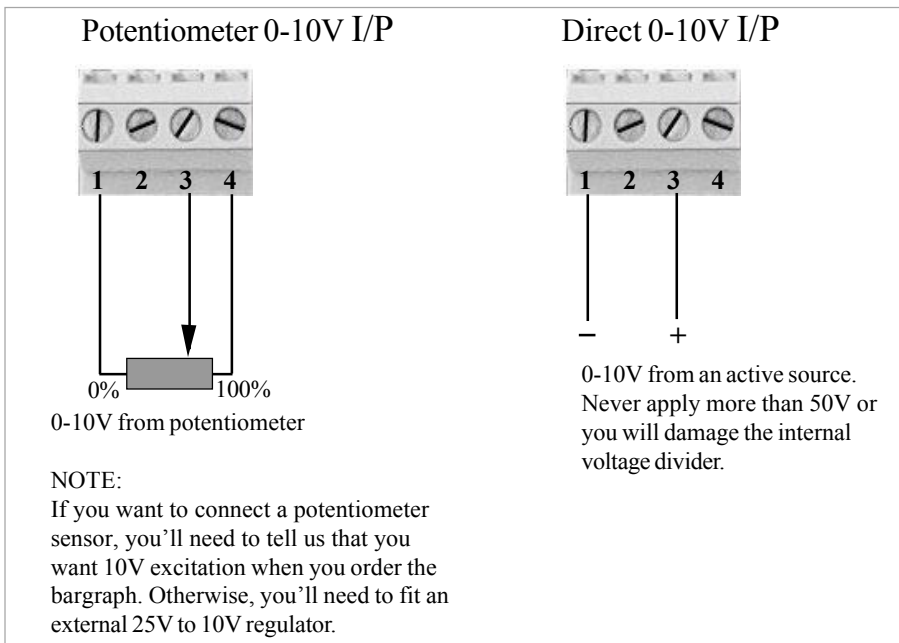 Potentiometer 0-10V I/P
1 2 3 4
0% 100%
0-10V from potentiometer
NOTE:
If you want to connect a potentiometer
sensor, you’ll need to tell us that you
want 10V excitation when you order the
bargraph. Otherwise, you’ll need to fit an
external 25V to 10V regulator.
Direct 0-10V I/P
1 2 3 4
– +
0-10V from an active source.
Never apply more than 50V or
you will damage the internal
voltage divider.